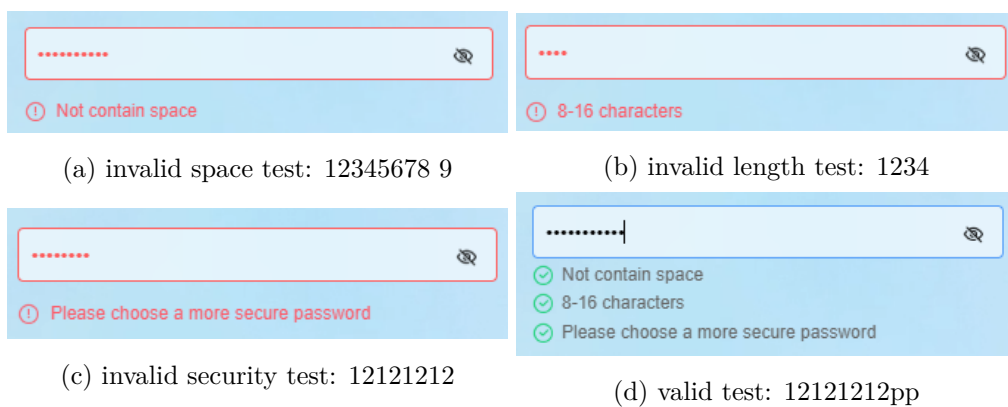 Not contain space
(a) invalid space test: 12345678 9
8-16 characters
(b) invalid length test: 1234
Please choose a more secure password
(c) invalid security test: 12121212
Not contain space
8-16 characters
Please choose a more secure password
(d) valid test: 12121212pp